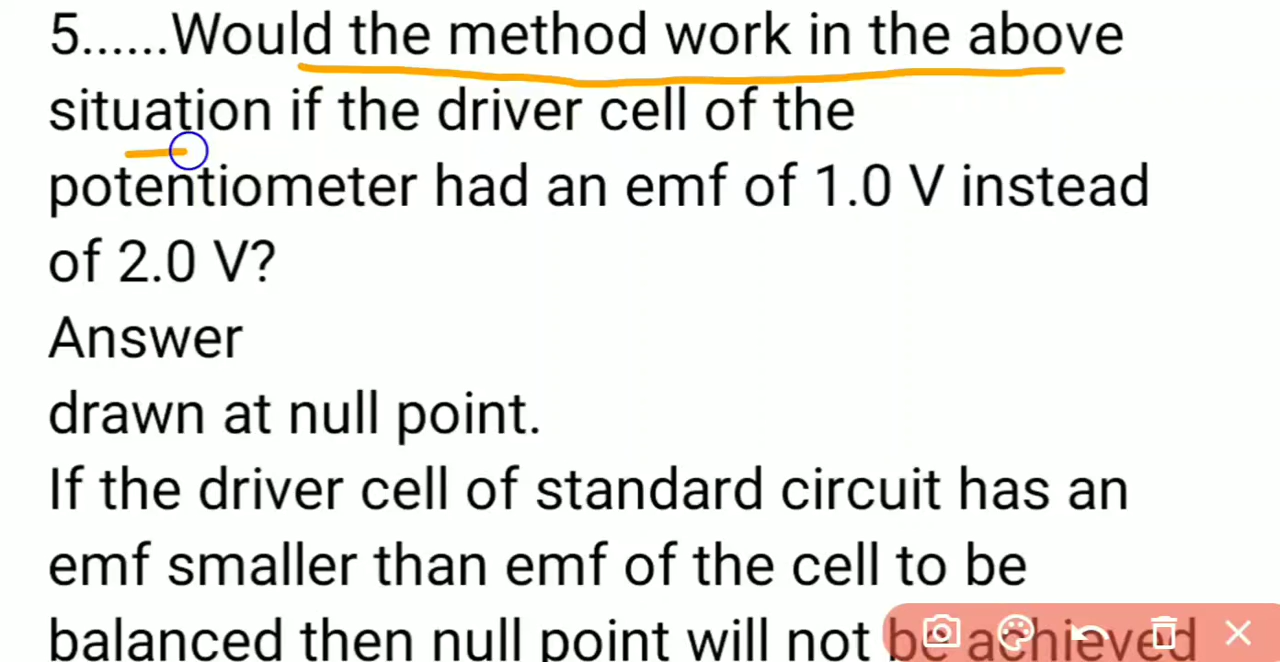 5......Would the method work in the above
situation if the driver cell of the
potentiometer had an emf of 1.0 V instead
of 2.0 V?
Answer
drawn at null point.
If the driver cell of standard circuit has an
emf smaller than emf of the cell to be
balanced then null point will not be achieved